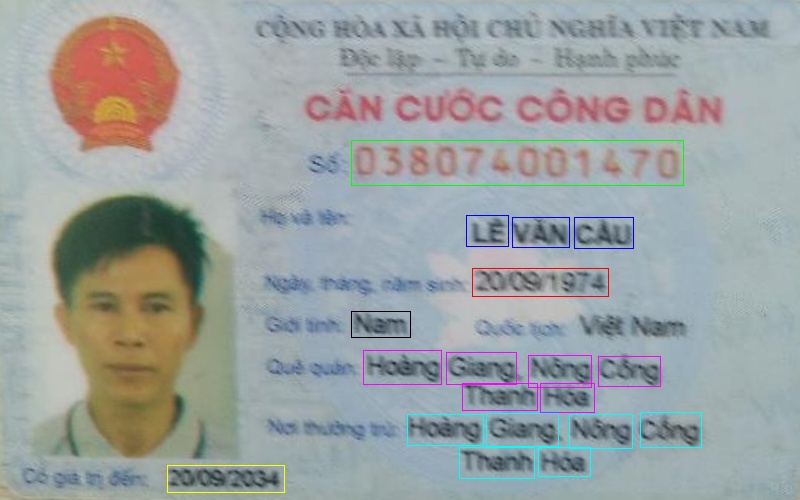 CỘNG HÒA XÃ HỘI CHỦ NGHĨA VIỆT NAM
Độc lập - Tự do - Hạnh phúc
CĂN CƯỚC CÔNG DÂN
Số: 038074001470
Họ và tên:
LÊ VĂN CẦU
Ngày, tháng, năm sinh: 20/09/1974
Giới tính: Nam Quốc tịch: Việt Nam
Quê quán: Hoàng Giang, Nông Cống
Thanh Hóa
Nơi thường trú: Hoàng Giang, Nông Cống
Thanh Hóa
Có giá trị đến: 20/09/2034